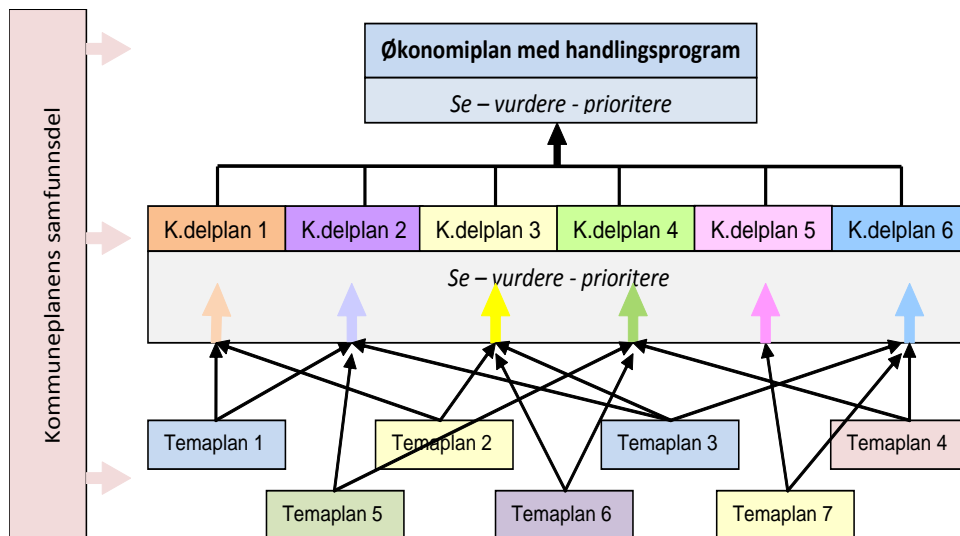 Kommuneplanens samfunnsdel
Økonomiplan med handlingsprogram
Se – vurdere - prioritere
K.delplan 1
K.delplan 2
K.delplan 3
K.delplan 4
K.delplan 5
K.delplan 6
Se – vurdere - prioritere
Temaplan 1
Temaplan 2
Temaplan 3
Temaplan 4
Temaplan 5
Temaplan 6
Temaplan 7